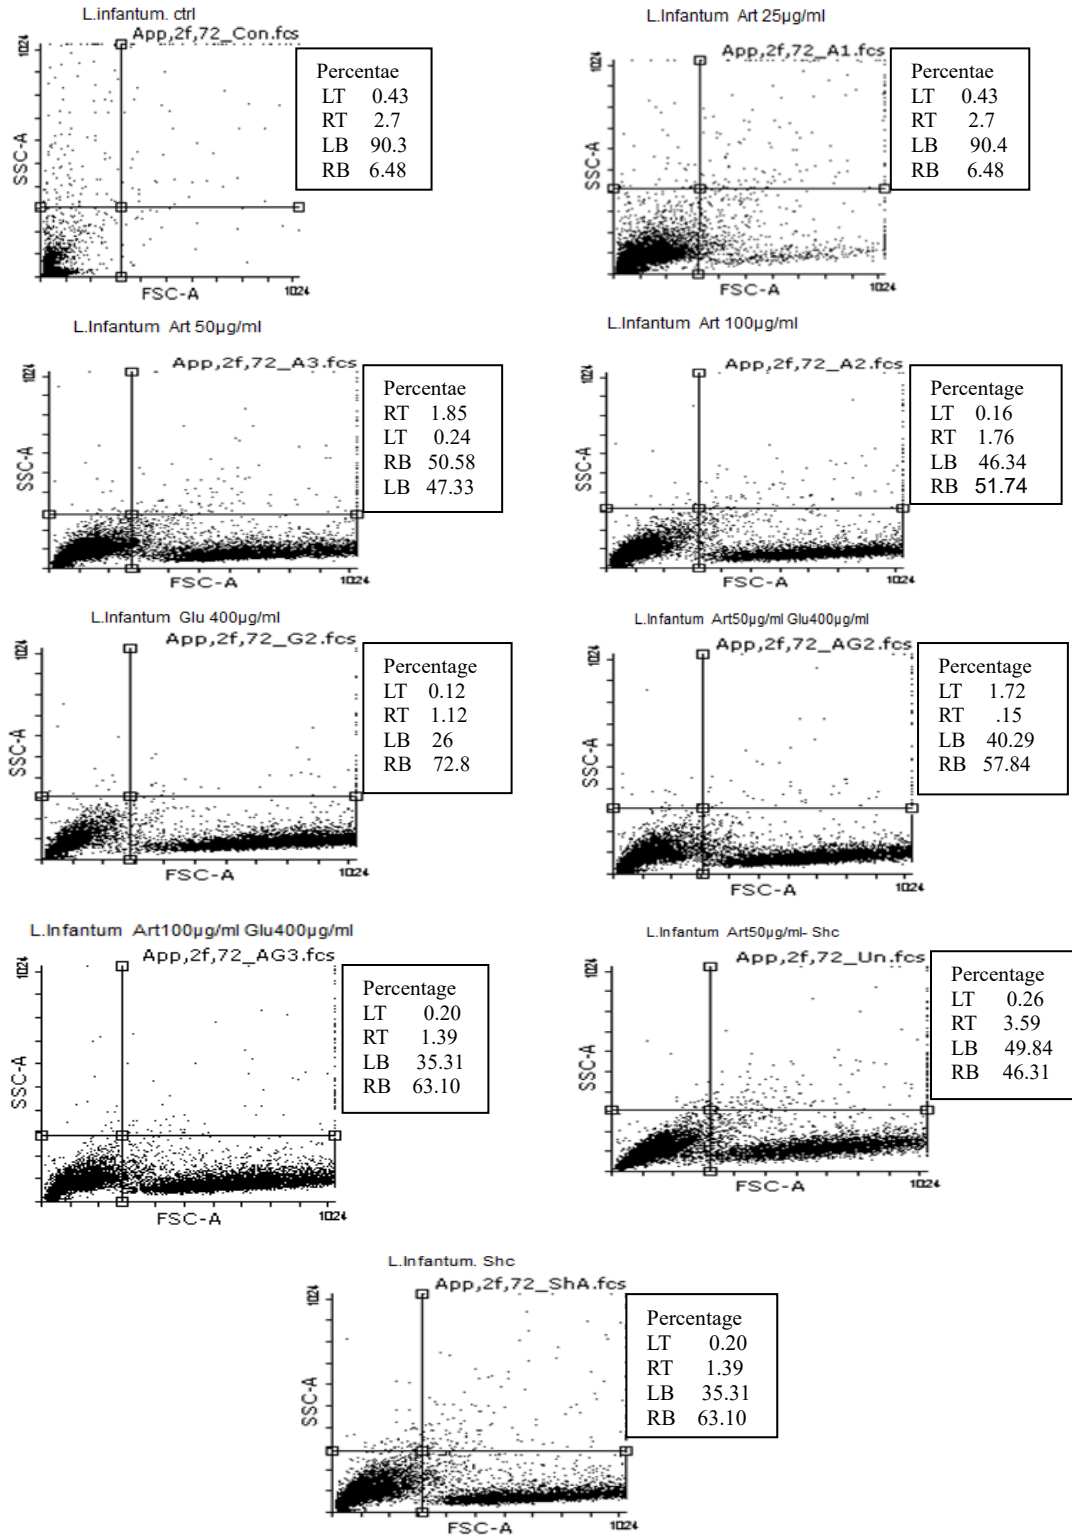 L.infantum. ctrl
App,2f,72_Con.fcs
1024
SSC-A
FSC-A
1024
Percentae
LT 0.43
RT 2.7
LB 90.3
RB 6.48
L.Infantum Art 25µg/ml
App,2f,72_A1.fcs
1024
SSC-A
FSC-A
1024
Percentae
LT 0.43
RT 2.7
LB 90.4
RB 6.48
L.Infantum Art 50µg/ml
App,2f,72_A3.fcs
1024
SSC-A
FSC-A
1024
Percentae
RT 1.85
LT 0.24
RB 50.58
LB 47.33
L.Infantum Art 100µg/ml
App,2f,72_A2.fcs
1024
SSC-A
FSC-A
1024
Percentage
LT 0.16
RT 1.76
LB 46.34
RB 51.74
L.Infantum Glu 400µg/ml
App,2f,72_G2.fcs
1024
SSC-A
FSC-A
1024
Percentage
LT 0.12
RT 1.12
LB 26
RB 72.8
L.Infantum Art50µg/ml Glu400µg/ml
App,2f,72_AG2.fcs
1024
SSC-A
FSC-A
1024
Percentage
LT 1.72
RT .15
LB 40.29
RB 57.84
L.Infantum Art100µg/ml Glu400µg/ml
App,2f,72_AG3.fcs
1024
SSC-A
FSC-A
1024
Percentage
LT 0.20
RT 1.39
LB 35.31
RB 63.10
L.Infantum Art50µg/ml- Shc
App,2f,72_Un.fcs
1024
SSC-A
FSC-A
1024
Percentage
LT 0.26
RT 3.59
LB 49.84
RB 46.31
L.Infantum. Shc
App,2f,72_ShA.fcs
1024
SSC-A
FSC-A
1024
Percentage
LT 0.20
RT 1.39
LB 35.31
RB 63.10